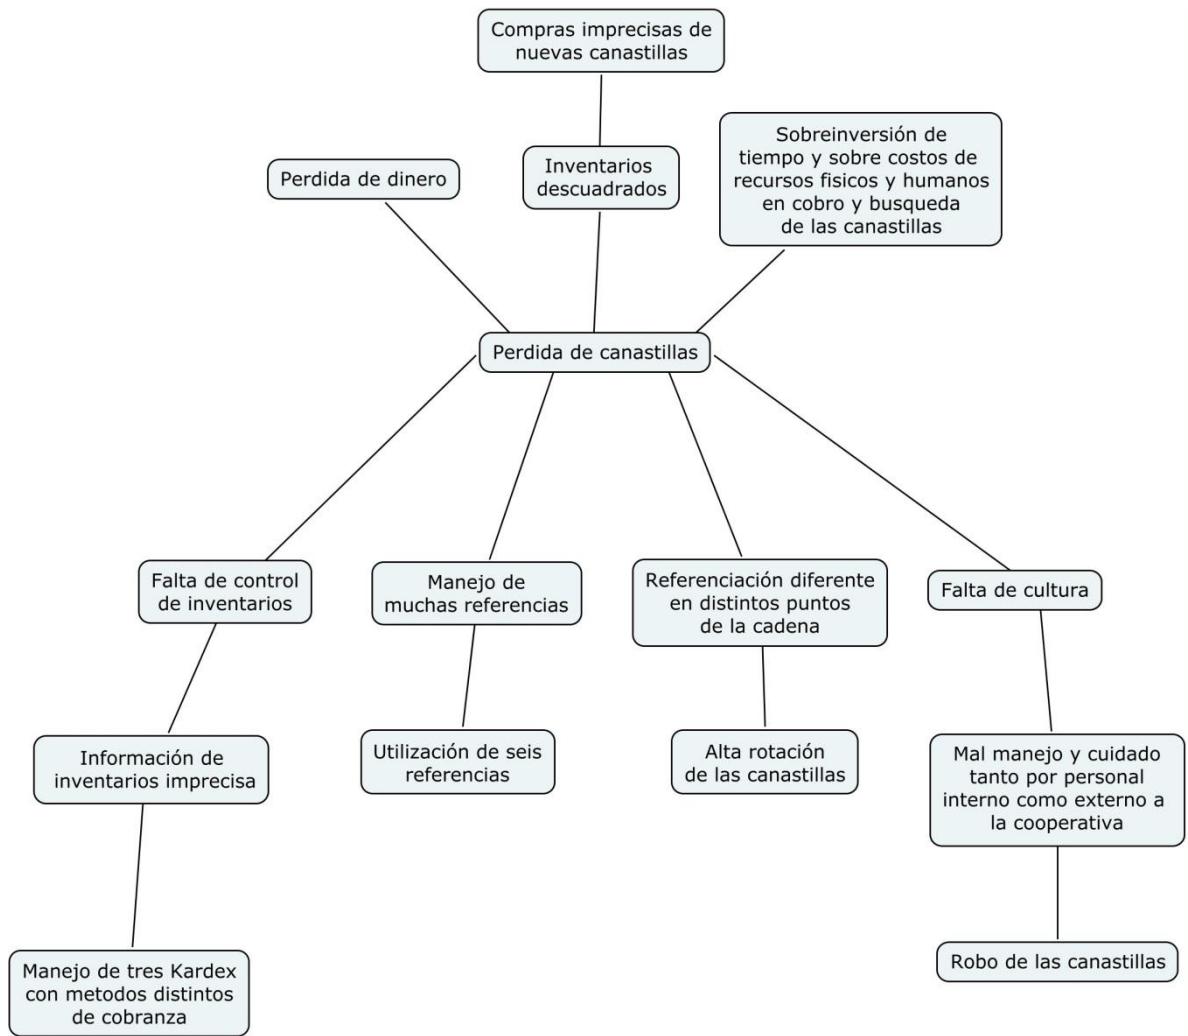 Compras imprecisas de
nuevas canastillas
Perdida de dinero
Inventarios
descuadrados
Sobreinversión de
tiempo y sobre costos de
recursos fisicos y humanos
en cobro y busqueda
de las canastillas
Perdida de canastillas
Falta de control
de inventarios
Manejo de
muchas referencias
Referenciación diferente
en distintos puntos
de la cadena
Falta de cultura
Información de
inventarios imprecisa
Utilización de seis
referencias
Alta rotación
de las canastillas
Mal manejo y cuidado
tanto por personal
interno como externo a
la cooperativa
Manejo de tres Kardex
con metodos distintos
de cobranza
Robo de las canastillas